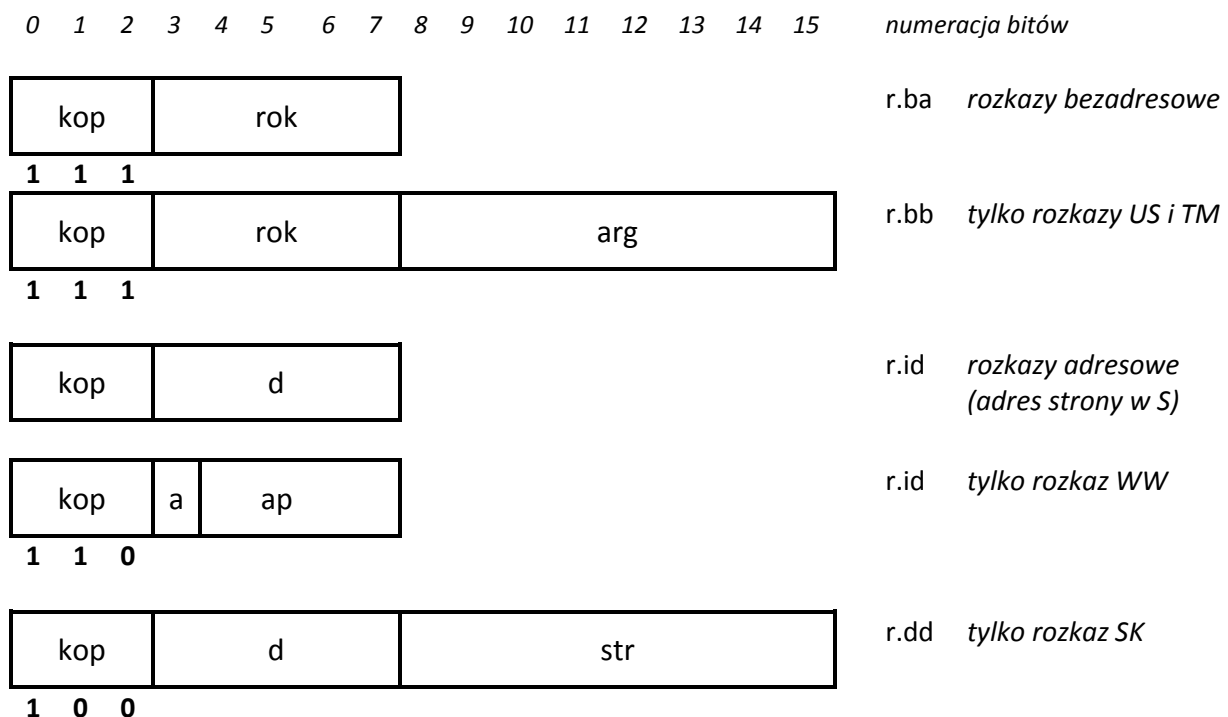 0 1 2 3 4 5 6 7 8 9 10 11 12 13 14 15 numeracja bitów
kop rok r.ba rozkazy bezadresowe
1 1 1
kop rok arg r.bb tylko rozkazy US i TM
1 1 1
kop d r.id rozkazy adresowe
(adres strony w S)
kop a ap r.id tylko rozkaz WW
1 1 0
kop d str r.dd tylko rozkaz SK
1 0 0